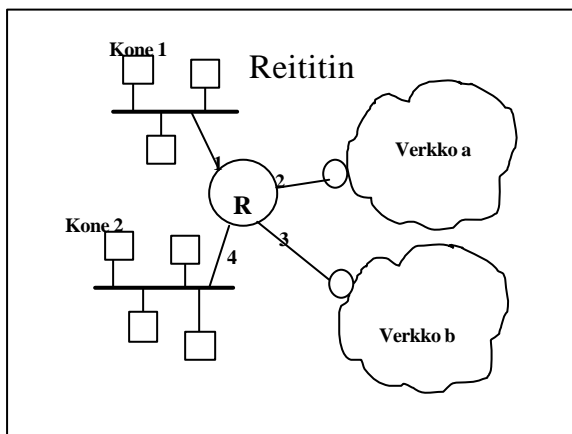 Kone 1
Reititin
1
2
Verkko a
R
Kone 2
3
4
Verkko b